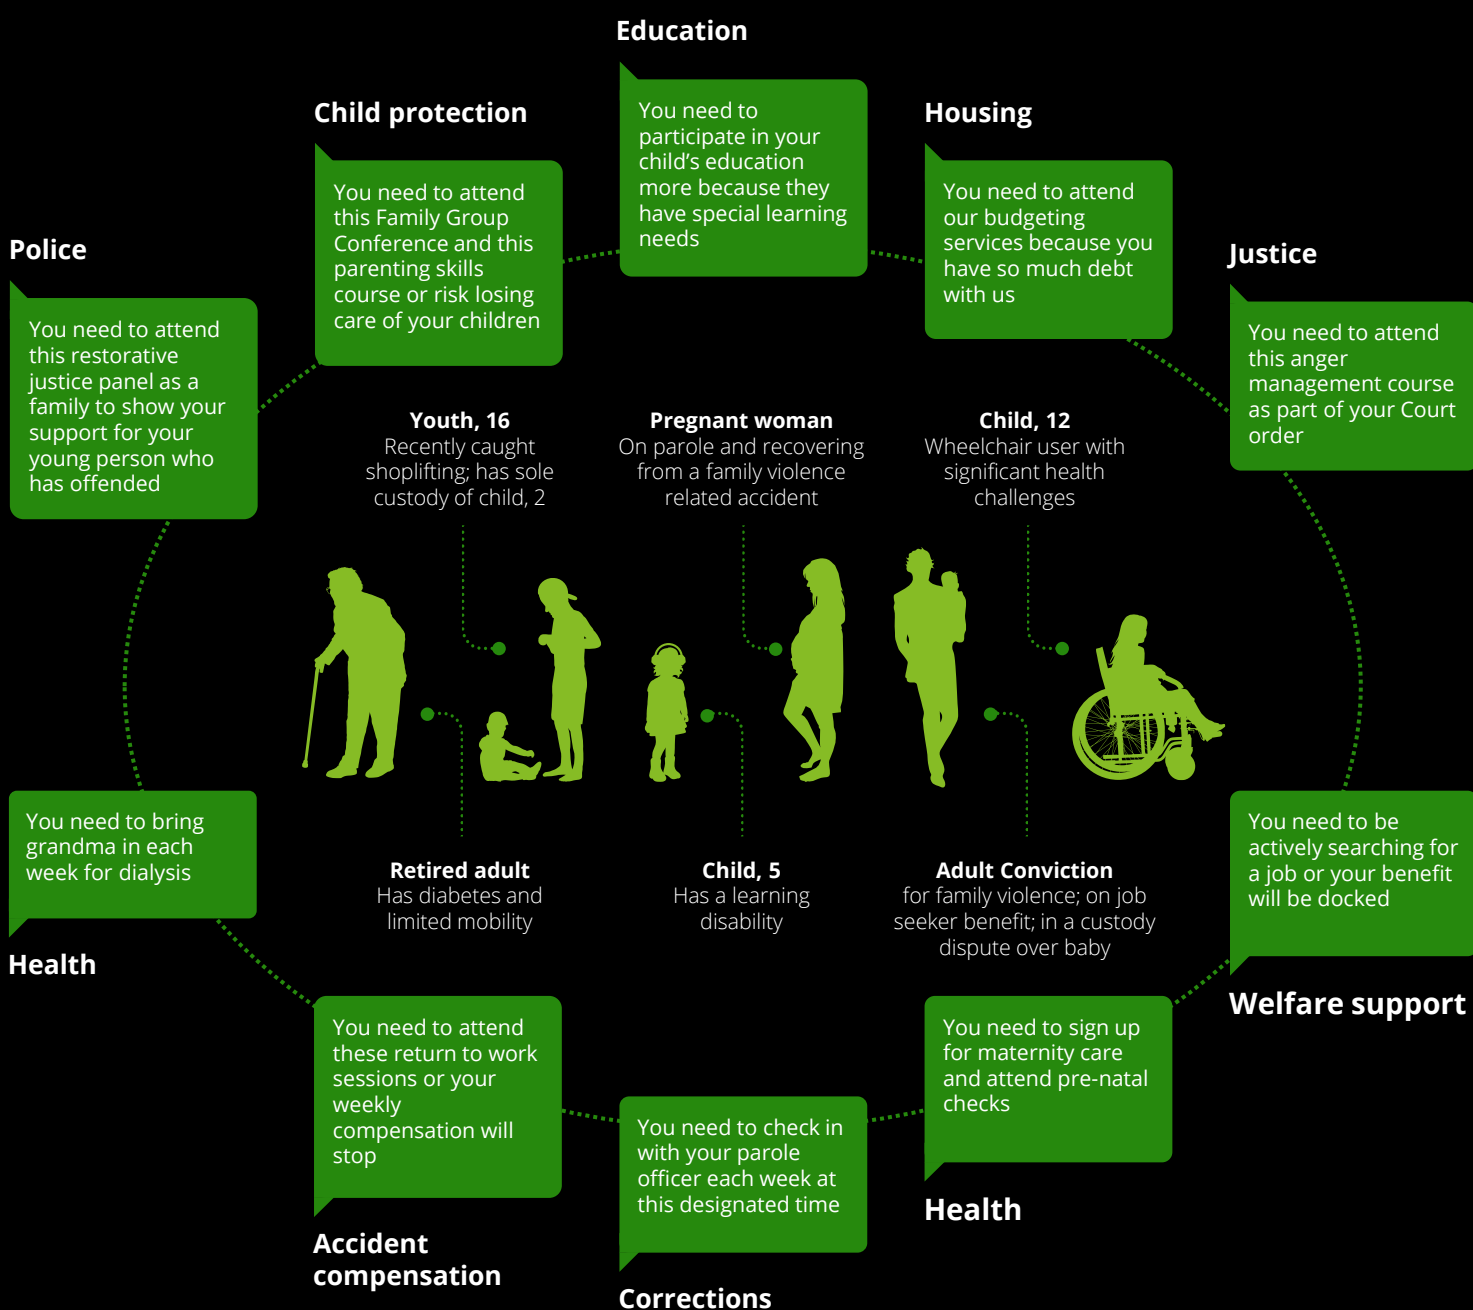 Education
You need to
participate in your
child’s education
more because they
have special learning
needs
Child protection
You need to attend
this Family Group
Conference and this
parenting skills
course or risk losing
care of your children
Housing
You need to attend
our budgeting
services because you
have so much debt
with us
Police
You need to attend
this restorative
justice panel as a
family to show your
support for your
young person who
has offended
Justice
You need to attend
this anger
management course
as part of your Court
order
Youth, 16
Recently caught
shoplifting; has sole
custody of child, 2
Pregnant woman
On parole and recovering
from a family violence
related accident
Child, 12
Wheelchair user with
significant health
challenges
Retired adult
Has diabetes and
limited mobility
Child, 5
Has a learning
disability
Adult Conviction
for family violence; on job
seeker benefit; in a custody
dispute over baby
You need to bring
grandma in each
week for dialysis
Health
You need to be
actively searching for
a job or your benefit
will be docked
Welfare support
You need to attend
these return to work
sessions or your
weekly
compensation will
stop
Accident
compensation
You need to check in
with your parole
officer each week at
this designated time
Corrections
You need to sign up
for maternity care
and attend pre-natal
checks
Health